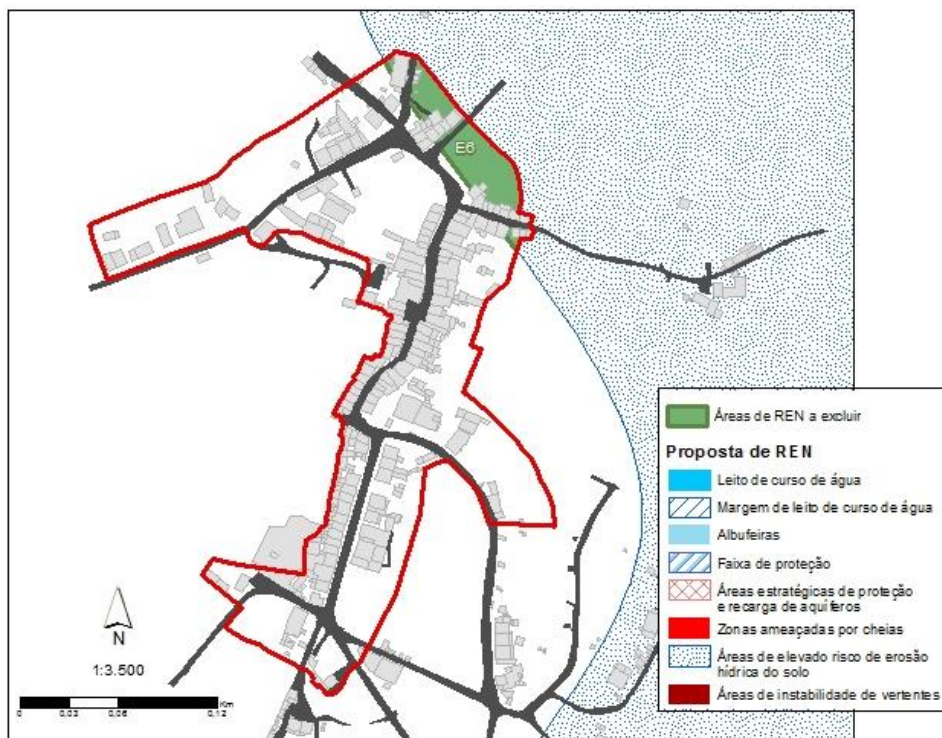 E6
N
1:3.500
0
0,03
0,06
0,12
Km
Áreas de REN a excluir
Proposta de REN
Leito de curso de água
Margem de leito de curso de água
Albufeiras
Faixa de proteção
Áreas estratégicas de proteção
e recarga de aquíferos
Zonas ameaçadas por cheias
Áreas de elevado risco de erosão
hídrica do solo
Áreas de instabilidade de vertentes